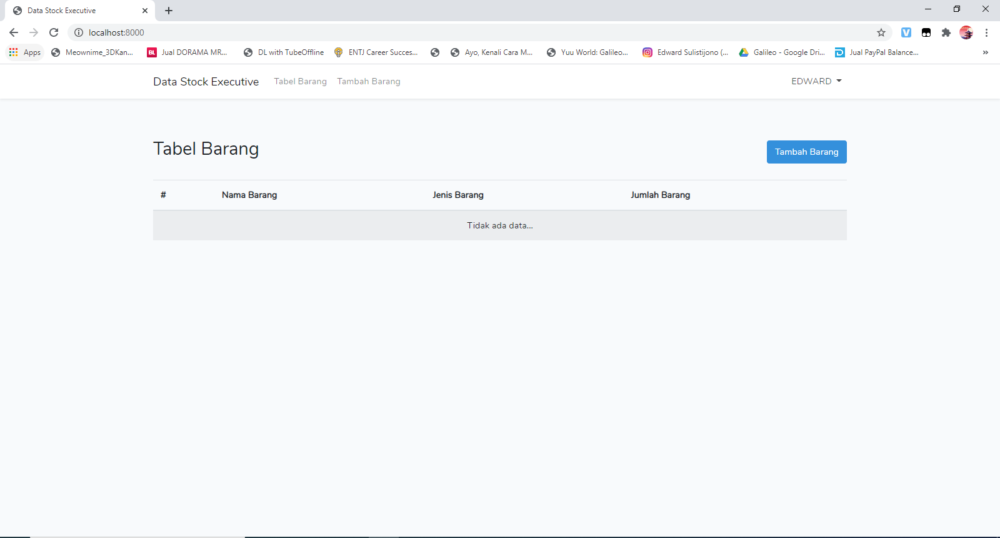 Data Stock Executive
localhost:8000
Apps Meownime_3DKan... BL Jual DORAMA MR... DL with TubeOffline ENTJ Career Succes... Ayo, Kenali Cara M... Yuu World: Galileo... Edward Sulistijono (... Galileo - Google Dri... Jual PayPal Balance... »
Data Stock Executive Tabel Barang Tambah Barang EDWARD
Tabel Barang Tambah Barang
# Nama Barang Jenis Barang Jumlah Barang
Tidak ada data...